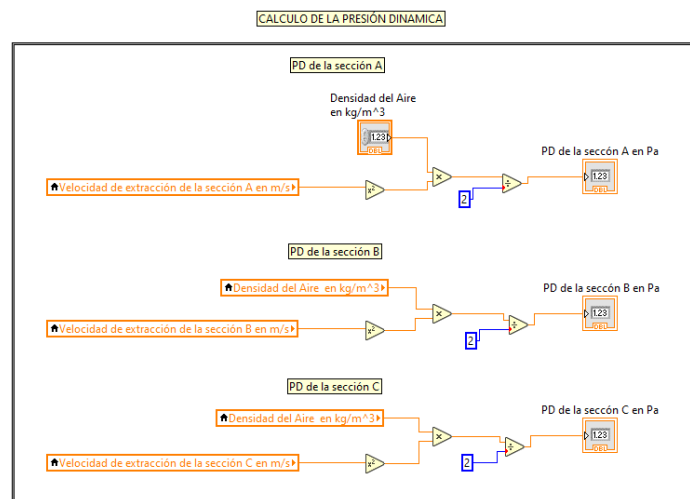 CALCULO DE LA PRESIÓN DINAMICA
PD de la sección A
Densidad del Aire
en kg/m^3
1.23
DBL
PD de la seccón A en Pa
1.23
DBL
Velocidad de extracción de la sección A en m/s
x²
×
2
÷
PD de la sección B
Densidad del Aire en kg/m^3
PD de la seccón B en Pa
1.23
DBL
Velocidad de extracción de la sección B en m/s
x²
×
2
÷
PD de la sección C
Densidad del Aire en kg/m^3
PD de la seccón C en Pa
1.23
DBL
Velocidad de extracción de la sección C en m/s
x²
×
2
÷